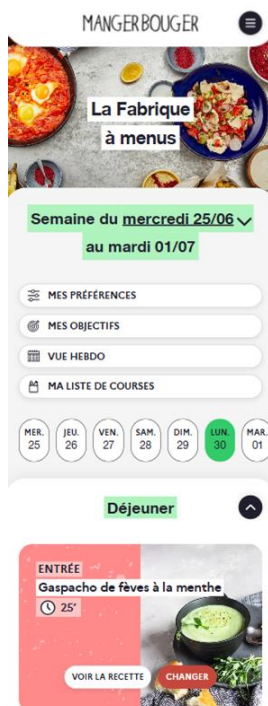 MANGER BOUGER
La Fabrique
à menus
Semaine du mercredi 25/06
au mardi 01/07
MES PRÉFÉRENCES
MES OBJECTIFS
VUE HEBDO
MA LISTE DE COURSES
MER. JEU. VEN. SAM. DIM. LUN. MAR.
25 26 27 28 29 30 01
Déjeuner
ENTRÉE
Gaspacho de fèves à la menthe
25'
VOIR LA RECETTE CHANGER